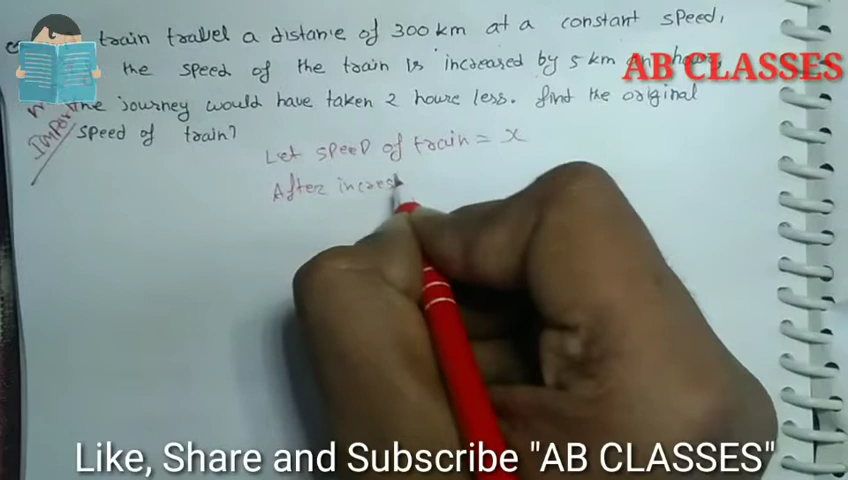 train travel a distance of 300 km at a constant speed,
the speed of the train is increased by 5 km an hour,
AB CLASSES
The journey would have taken 2 hours less. find the original
speed of train?
Let speed of train = x
After increas
Like, Share and Subscribe "AB CLASSES"